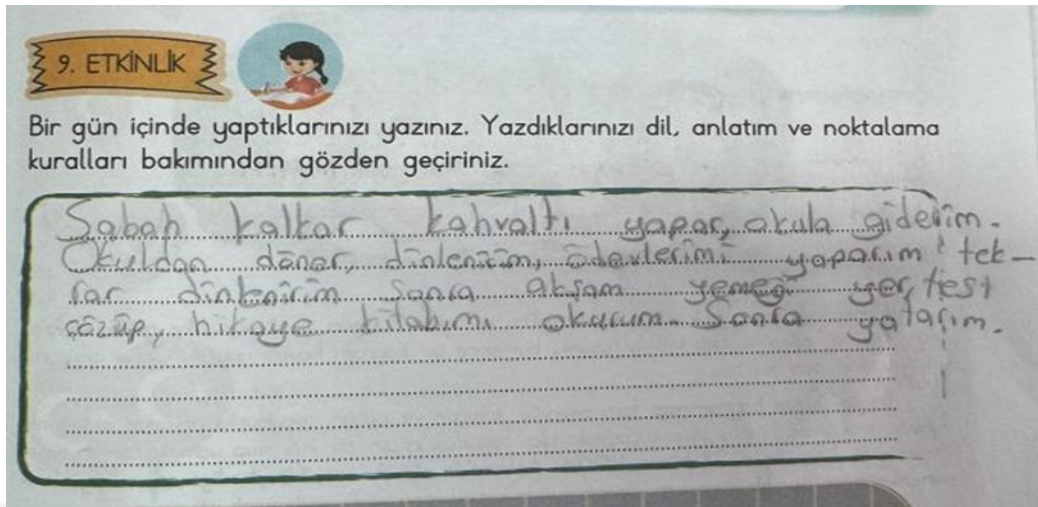 9. ETKİNLİK
Bir gün içinde yaptıklarınızı yazınız. Yazdıklarınızı dil, anlatım ve noktalama
kuralları bakımından gözden geçiriniz.
Sabah kalkar kahvaltı yapar, okula giderim.
Okuldan döner, dinlenirim, ödevlerimi yaparım tek-
rar dinlenirim sonra akşam yemeği yer, test
çözüp, hikaye kitabımı okurum. Sonra yatarım.